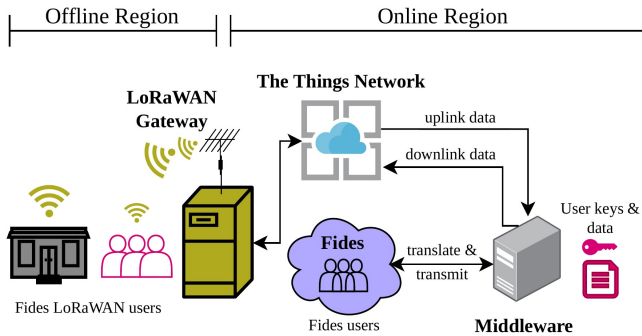 Offline Region
Online Region
The Things Network
LoRaWAN
Gateway
uplink data
downlink data
User keys &
data
Fides
translate &
transmit
Fides LoRaWAN users
Fides users
Middleware